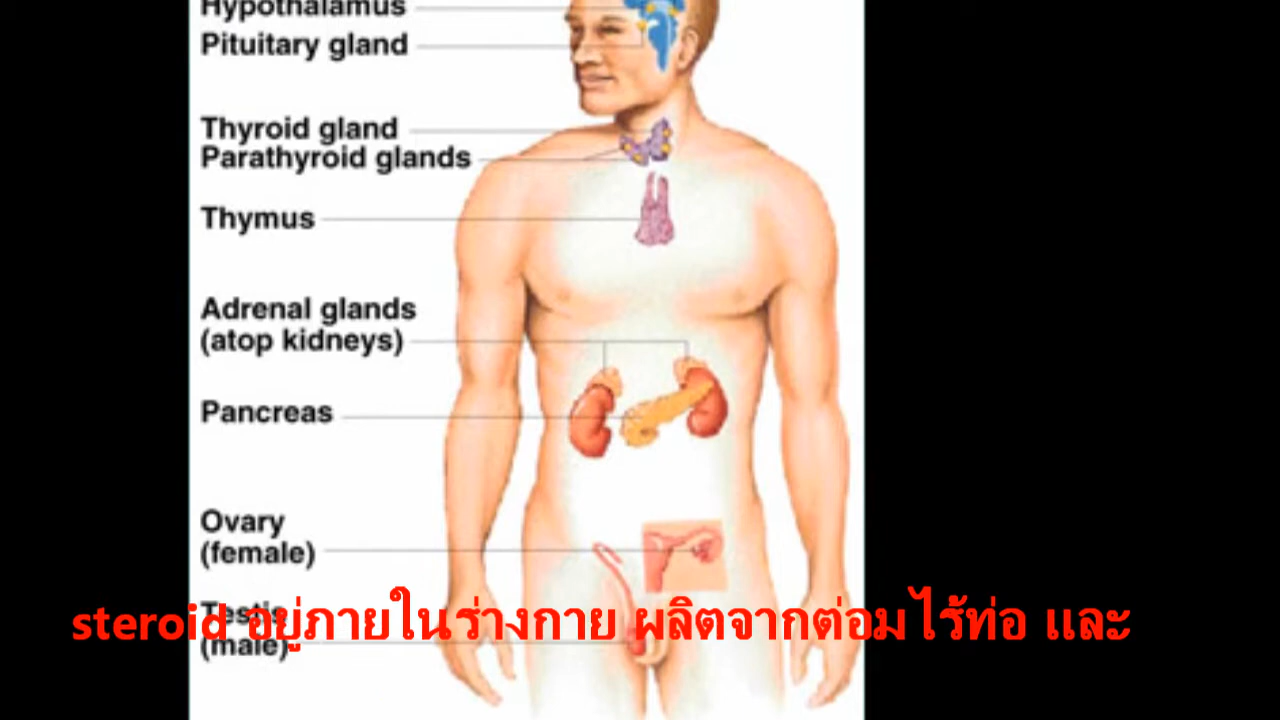 Hypothalamus
Pituitary gland
Thyroid gland
Parathyroid glands
Thymus
Adrenal glands
(atop kidneys)
Pancreas
Ovary
(female)
Testis
(male)
steroid อยู่ภายในร่างกาย ผลิตจากต่อมไร้ท่อ และ